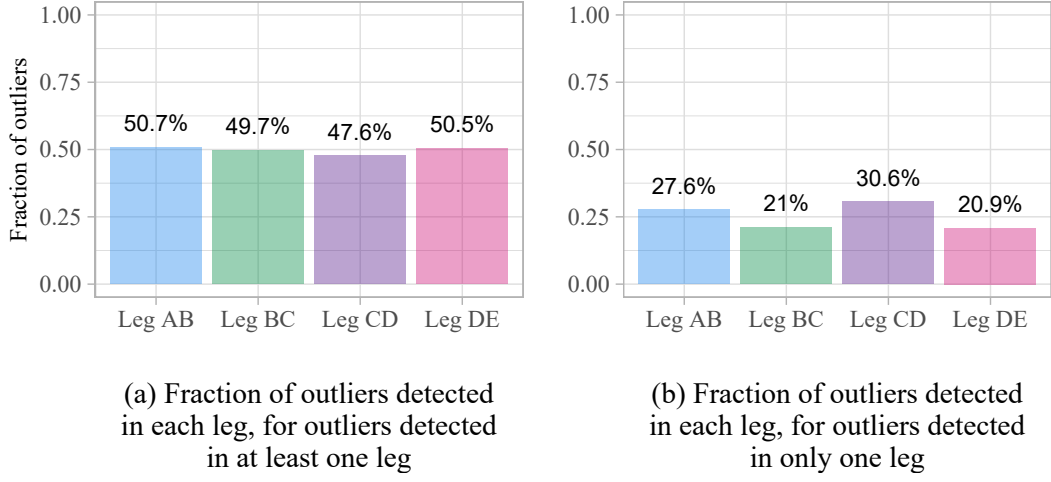 Fraction of outliers
1.00
0.75
0.50
0.25
0.00
50.7%
49.7%
47.6%
50.5%
Leg AB
Leg BC
Leg CD
Leg DE
(a) Fraction of outliers detected
in each leg, for outliers detected
in at least one leg
1.00
0.75
0.50
0.25
0.00
27.6%
21%
30.6%
20.9%
Leg AB
Leg BC
Leg CD
Leg DE
(b) Fraction of outliers detected
in each leg, for outliers detected
in only one leg